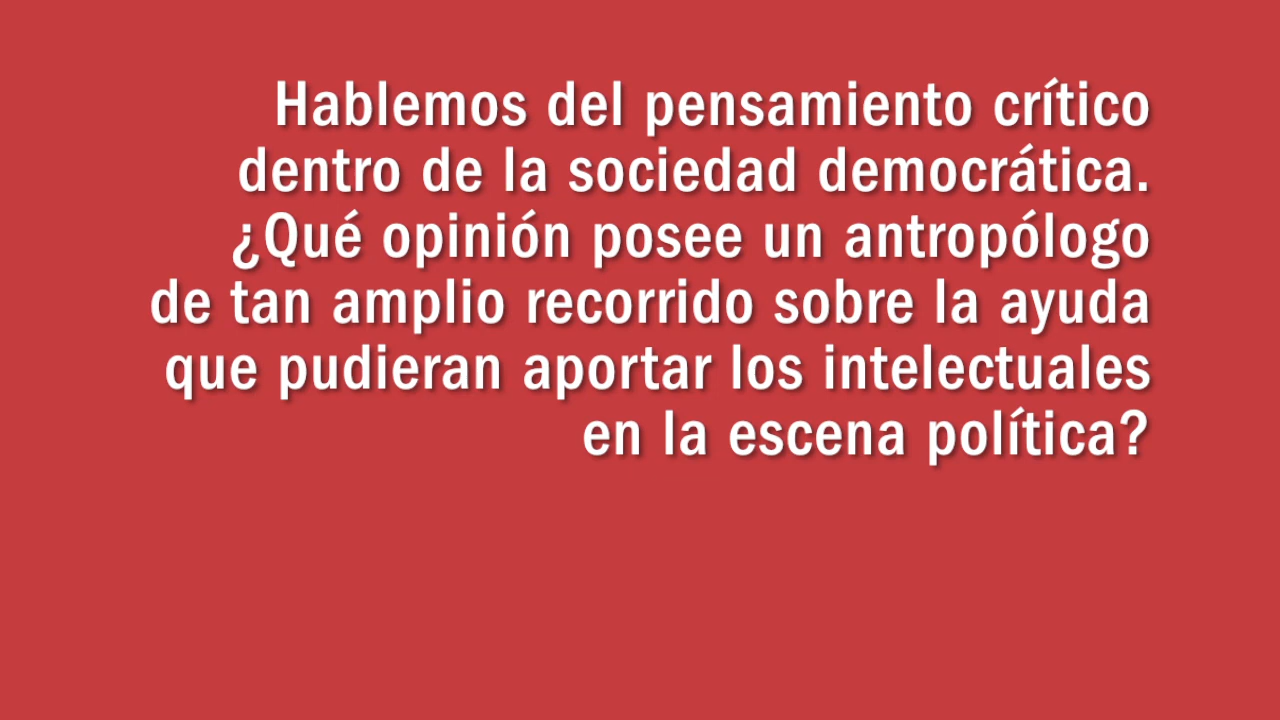 Hablemos del pensamiento crítico
dentro de la sociedad democrática.
¿Qué opinión posee un antropólogo
de tan amplio recorrido sobre la ayuda
que pudieran aportar los intelectuales
en la escena política?